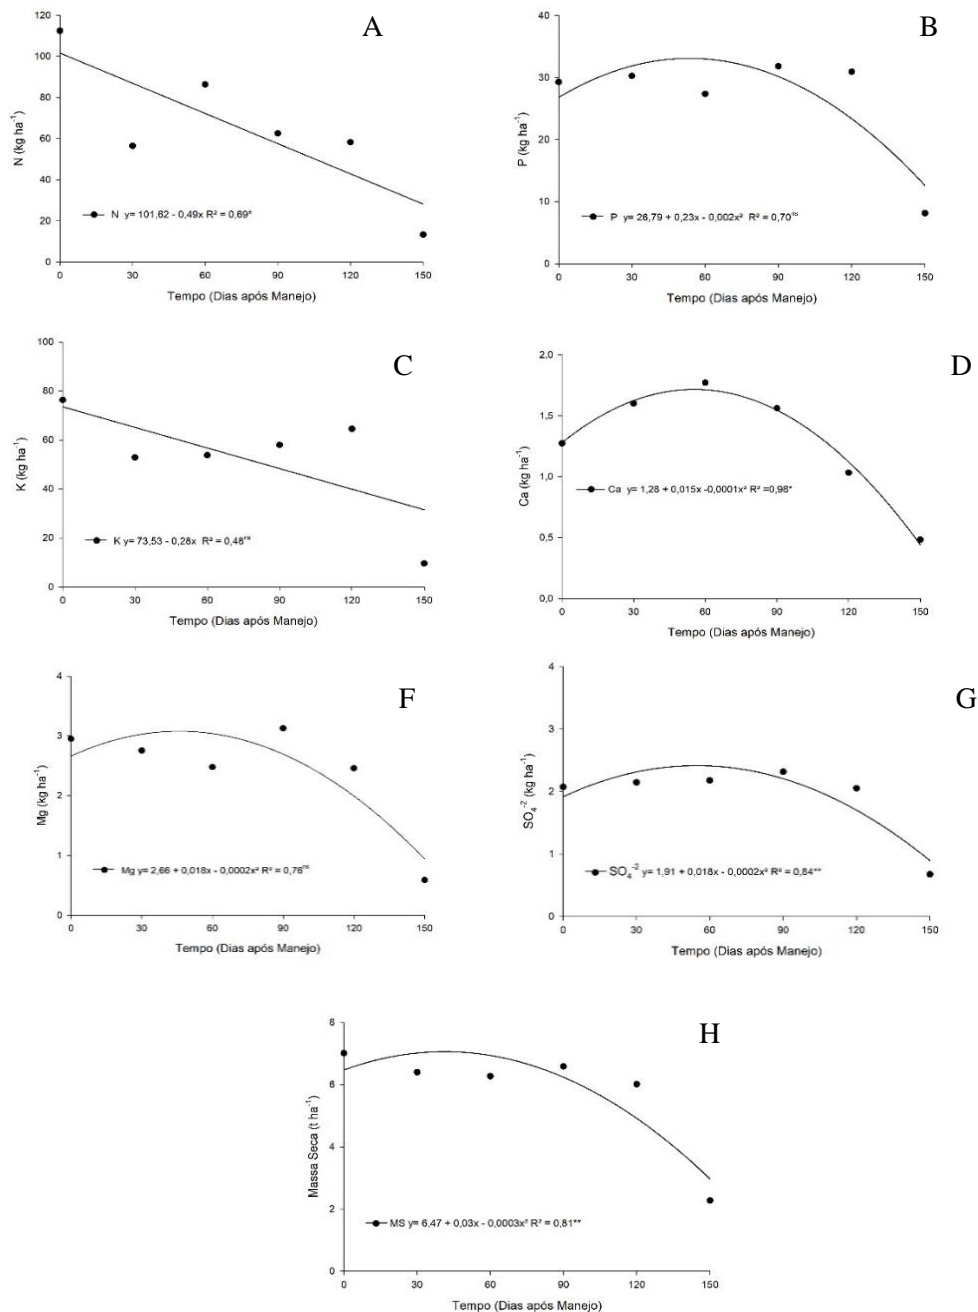 A
120
100
80
60
40
20
0
N (kg ha⁻¹)
N y= 101,62 - 0,49x R² = 0,69*
0 30 60 90 120 150
Tempo (Dias após Manejo)
B
40
30
20
10
0
P (kg ha⁻¹)
P y= 26,79 + 0,23x - 0,002x² R² = 0,70ⁿˢ
0 30 60 90 120 150
Tempo (Dias após Manejo)
C
100
80
60
40
20
0
K (kg ha⁻¹)
K y= 73,53 - 0,28x R² = 0,48ⁿˢ
0 30 60 90 120 150
Tempo (Dias após Manejo)
D
2,0
1,5
1,0
0,5
0,0
Ca (kg ha⁻¹)
Ca y= 1,28 + 0,015x -0,0001x² R² =0,98*
0 30 60 90 120 150
Tempo (Dias após Manejo)
F
4
3
2
1
0
Mg (kg ha⁻¹)
Mg y= 2,66 + 0,018x - 0,0002x² R² = 0,76ⁿˢ
0 30 60 90 120 150
Tempo (Dias após Manejo)
G
4
3
2
1
0
SO₄⁻² (kg ha⁻¹)
SO₄⁻² y= 1,91 + 0,018x - 0,0002x² R² = 0,84**
0 30 60 90 120 150
Tempo (Dias após Manejo)
H
8
6
4
2
0
Massa Seca (t ha⁻¹)
MS y= 6,47 + 0,03x - 0,0003x² R² = 0,81**
0 30 60 90 120 150
Tempo (Dias após Manejo)